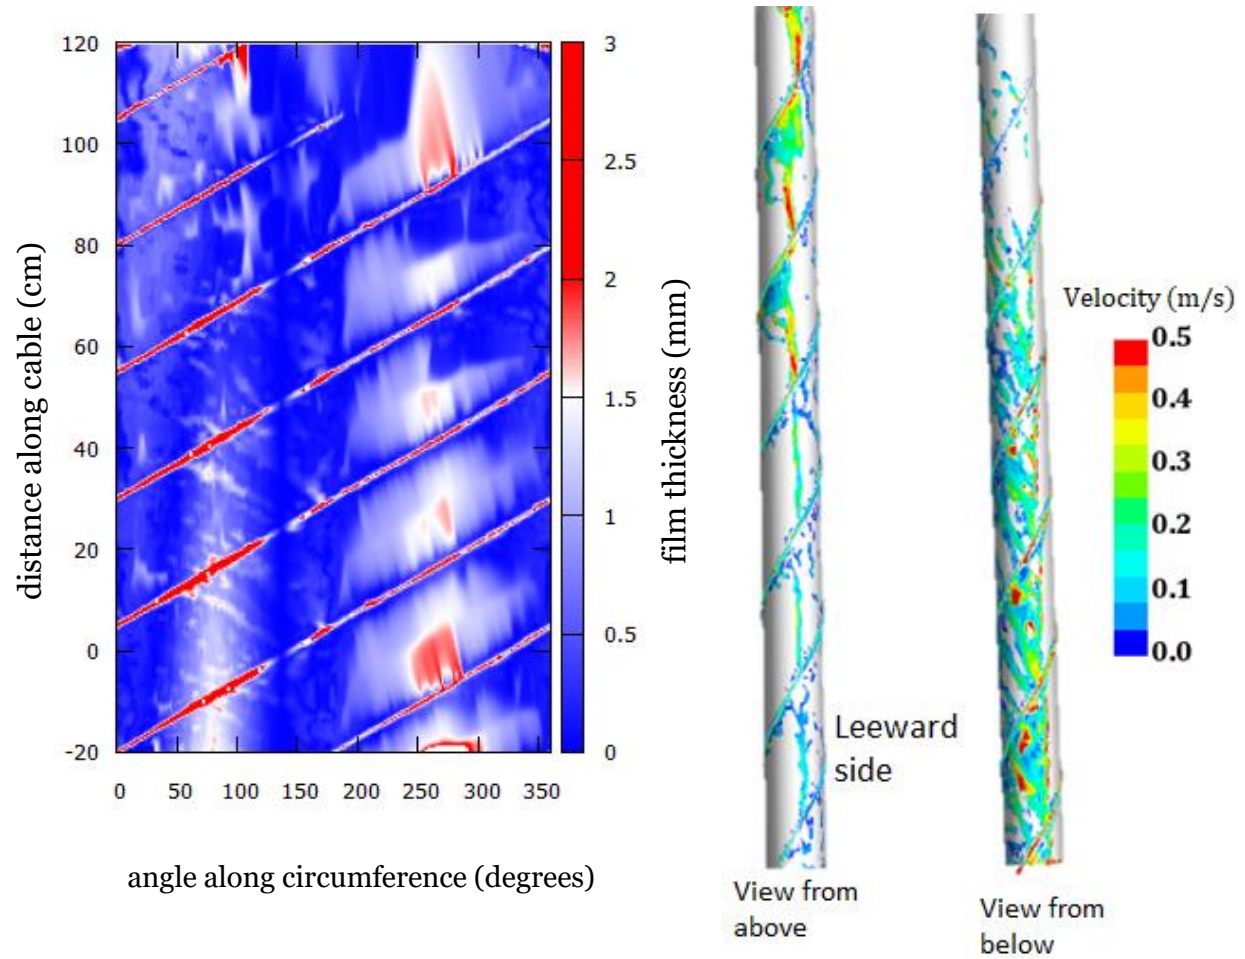 120
100
80
60
40
20
0
-20
0 50 100 150 200 250 300 350
distance along cable (cm)
angle along circumference (degrees)
3
2.5
2
1.5
1
0.5
0
film thickness (mm)
Leeward
side
View from
above
View from
below
Velocity (m/s)
0.5
0.4
0.3
0.2
0.1
0.0